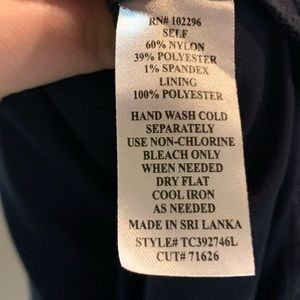 RN# 102296
SELF
60% NYLON
39% POLYESTER
1% SPANDEX
LINING
100% POLYESTER
HAND WASH COLD
SEPARATELY
USE NON-CHLORINE
BLEACH ONLY
WHEN NEEDED
DRY FLAT
COOL IRON
AS NEEDED
MADE IN SRI LANKA
STYLE# TC392746L
CUT# 71626